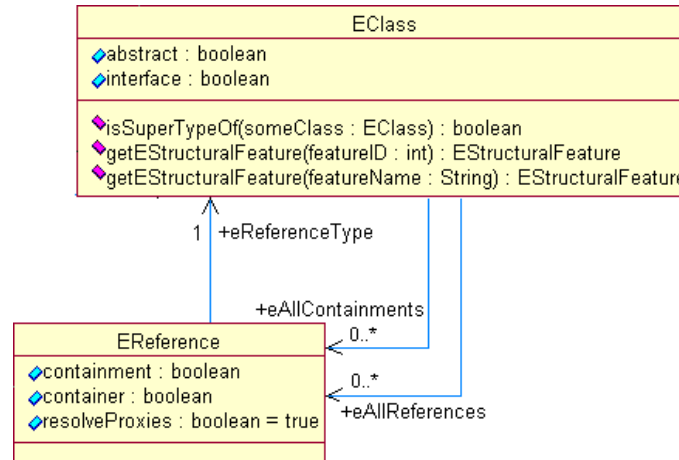 EClass
abstract : boolean
interface : boolean
isSuperTypeOf(someClass : EClass) : boolean
getEStructuralFeature(featureID : int) : EStructuralFeature
getEStructuralFeature(featureName : String) : EStructuralFeature
1 +eReferenceType
+eAllContainments
0..*
EReference
containment : boolean
container : boolean
resolveProxies : boolean = true
0..*
+eAllReferences